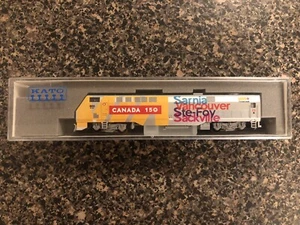 KATO
CANADA 150
Sarnia
Vancouver
Ste-Foy
Sackville